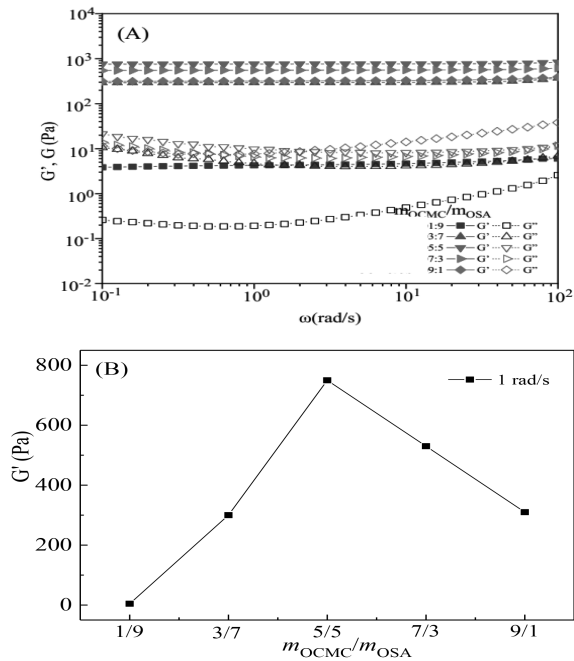 (A)
G', G (Pa)
10³
10²
10¹
10⁰
10⁻¹
10⁻²
10⁻¹ 10⁰ 10¹ 10²
ω(rad/s)
mOCMC/mOSA
1:9 G' G"
3:7 G' G"
5:5 G' G"
7:3 G' G"
9:1 G' G"
(B)
1 rad/s
G' (Pa)
800
600
400
200
0
1/9 3/7 5/5 7/3 9/1
mOCMC/mOSA